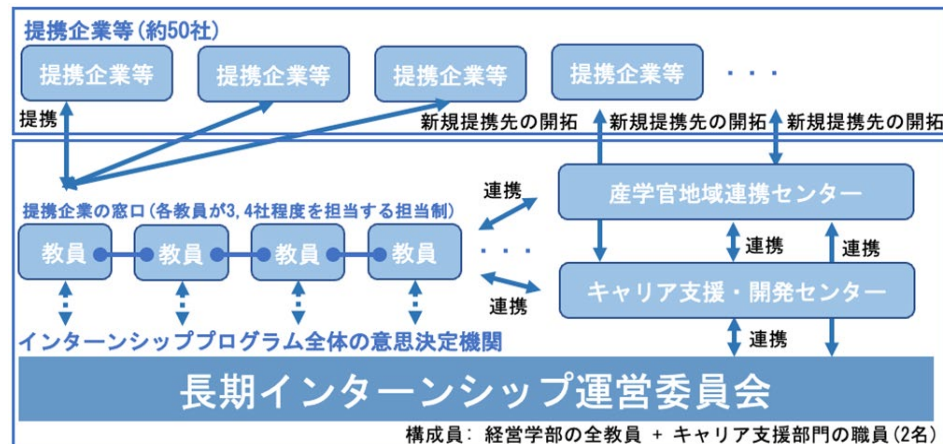 提携企業等(約50社)
提携企業等
提携企業等
提携企業等
提携企業等
・・・
提携
新規提携先の開拓
新規提携先の開拓
新規提携先の開拓
提携企業の窓口(各教員が3,4社程度を担当する担当制)
連携
産学官地域連携センター
教員
教員
教員
教員
・・・
連携
連携
連携
キャリア支援・開発センター
インターンシッププログラム全体の意思決定機関
連携
長期インターンシップ運営委員会
構成員: 経営学部の全教員 + キャリア支援部門の職員(2名)